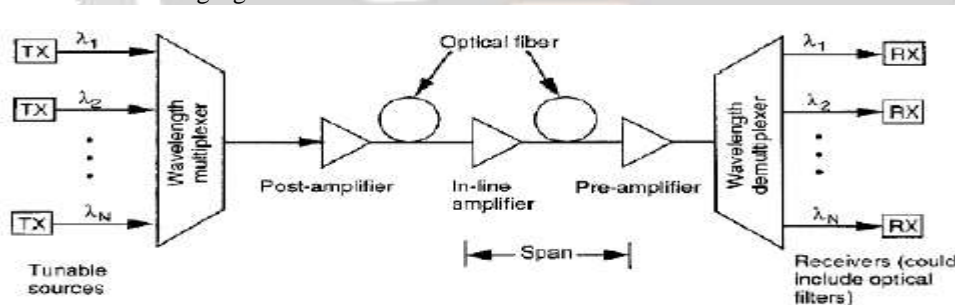 TX
λ1
TX
λ2
TX
λN
Tunable
sources
Wavelength
multiplexer
Optical fiber
Post-amplifier
In-line
amplifier
Pre-amplifier
Span
Wavelength
demultiplexer
λ1
RX
λ2
RX
λN
RX
Receivers (could
include optical
filters)